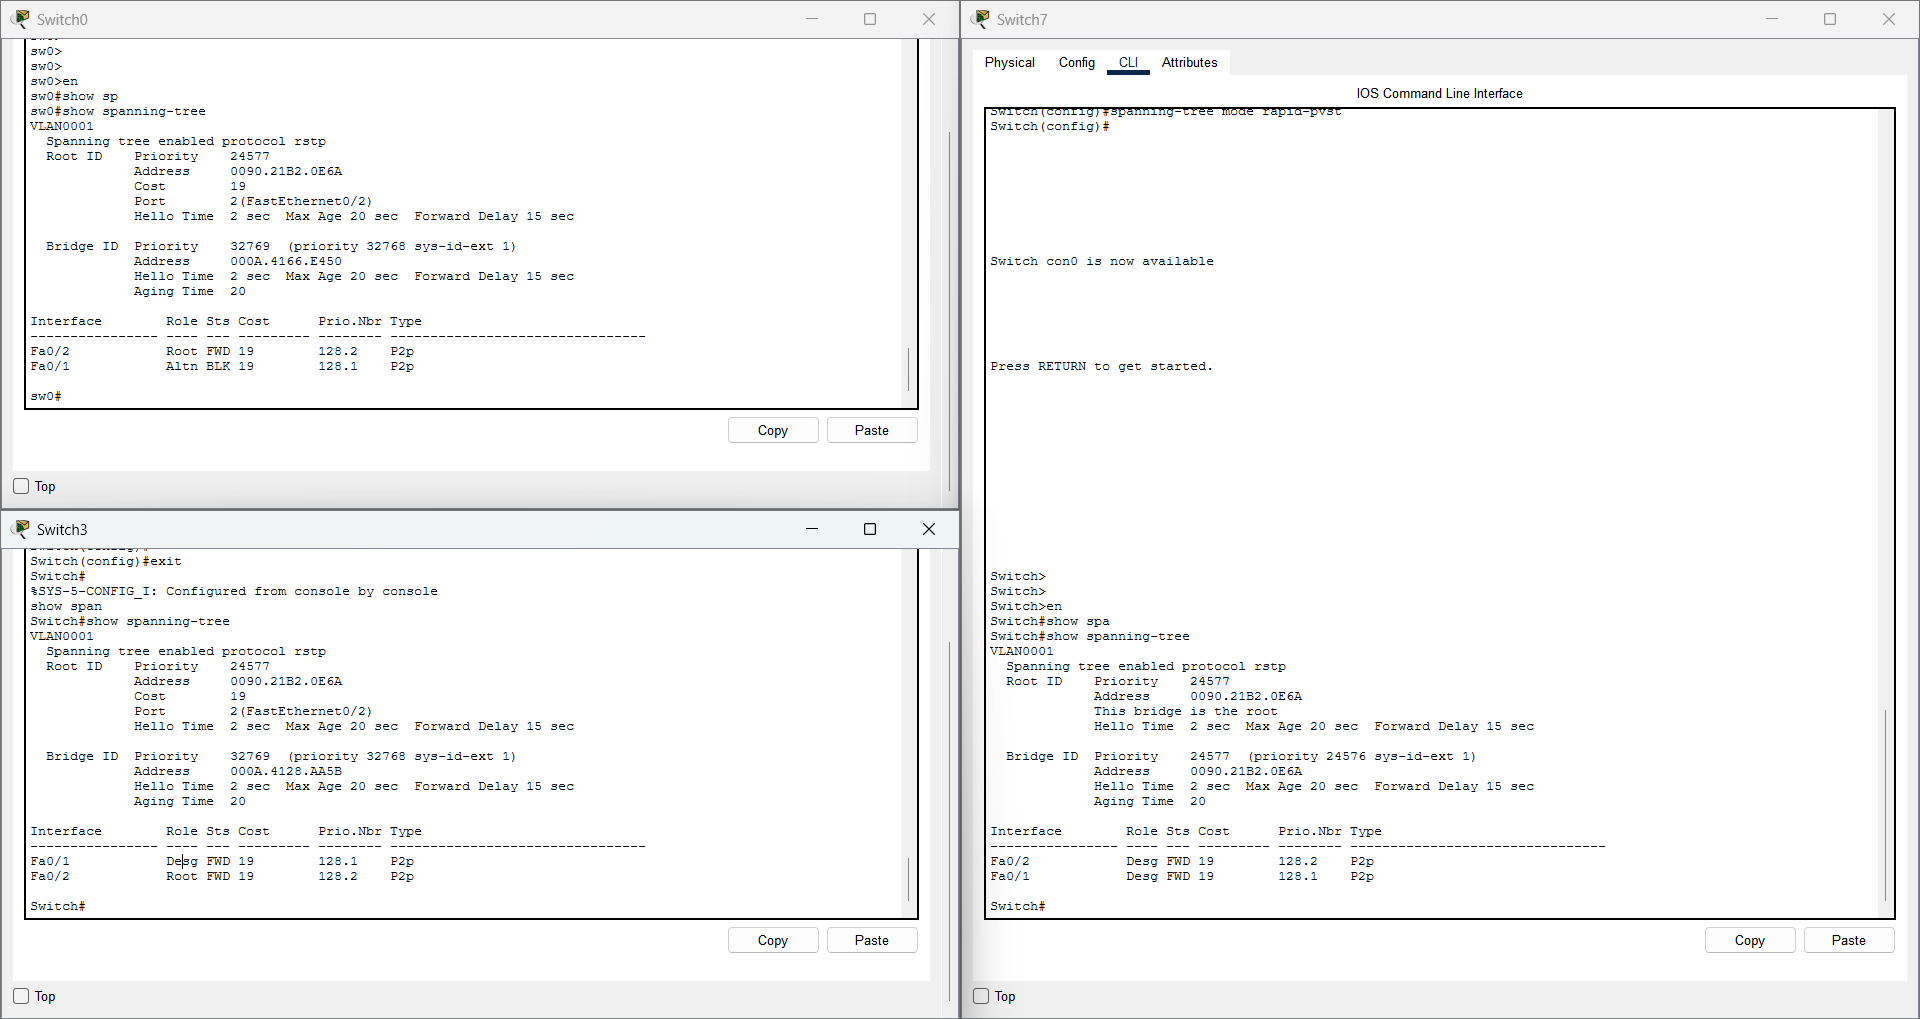 Switch0
sw0>
sw0>
sw0>en
sw0#show sp
sw0#show spanning-tree
VLAN0001
Spanning tree enabled protocol rstp
Root ID Priority 24577
Address 0090.21B2.0E6A
Cost 19
Port 2(FastEthernet0/2)
Hello Time 2 sec Max Age 20 sec Forward Delay 15 sec
Bridge ID Priority 32769 (priority 32768 sys-id-ext 1)
Address 000A.4166.E450
Hello Time 2 sec Max Age 20 sec Forward Delay 15 sec
Aging Time 20
Interface Role Sts Cost Prio.Nbr Type
---------------- ---- --- --------- -------- --------------------------------
Fa0/2 Root FWD 19 128.2 P2p
Fa0/1 Altn BLK 19 128.1 P2p
sw0#
Copy Paste
Top
Switch3
Switch(config)#exit
Switch#
%SYS-5-CONFIG_I: Configured from console by console
show span
Switch#show spanning-tree
VLAN0001
Spanning tree enabled protocol rstp
Root ID Priority 24577
Address 0090.21B2.0E6A
Cost 19
Port 2(FastEthernet0/2)
Hello Time 2 sec Max Age 20 sec Forward Delay 15 sec
Bridge ID Priority 32769 (priority 32768 sys-id-ext 1)
Address 000A.4128.AA5B
Hello Time 2 sec Max Age 20 sec Forward Delay 15 sec
Aging Time 20
Interface Role Sts Cost Prio.Nbr Type
---------------- ---- --- --------- -------- --------------------------------
Fa0/1 Desg FWD 19 128.1 P2p
Fa0/2 Root FWD 19 128.2 P2p
Switch#
Copy Paste
Top
Switch7
Physical Config CLI Attributes
IOS Command Line Interface
Switch(config)#spanning-tree mode rapid-pvst
Switch(config)#
Switch con0 is now available
Press RETURN to get started.
Switch>
Switch>
Switch>en
Switch#show spa
Switch#show spanning-tree
VLAN0001
Spanning tree enabled protocol rstp
Root ID Priority 24577
Address 0090.21B2.0E6A
This bridge is the root
Hello Time 2 sec Max Age 20 sec Forward Delay 15 sec
Bridge ID Priority 24577 (priority 24576 sys-id-ext 1)
Address 0090.21B2.0E6A
Hello Time 2 sec Max Age 20 sec Forward Delay 15 sec
Aging Time 20
Interface Role Sts Cost Prio.Nbr Type
---------------- ---- --- --------- -------- --------------------------------
Fa0/2 Desg FWD 19 128.2 P2p
Fa0/1 Desg FWD 19 128.1 P2p
Switch#
Copy Paste
Top